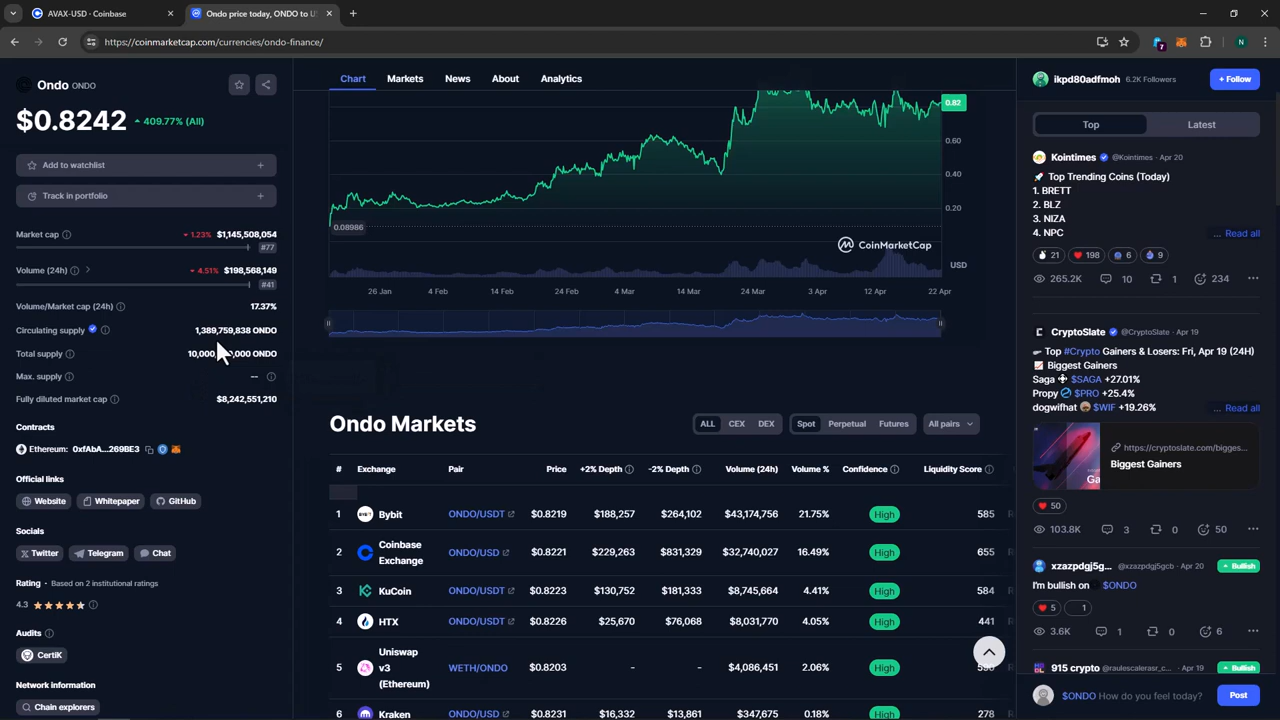 AVAX-USD - Coinbase
Ondo price today, ONDO to US
https://coinmarketcap.com/currencies/ondo-finance/
7
N
Ondo ONDO
$0.8242 409.77% (All)
Add to watchlist
Track in portfolio
Market cap 1.23% $1,145,508,054
#77
Volume (24h) 4.51% $198,568,149
#41
Volume/Market cap (24h) 17.37%
Circulating supply 1,389,759,838 ONDO
Total supply ONDO
Max. supply --
Fully diluted market cap $8,242,551,210
Contracts
Ethereum: 0xfAbA...269BE3
Official links
Website Whitepaper GitHub
Socials
Twitter Telegram Chat
Rating · Based on 2 institutional ratings
4.3
Audits
CertiK
Network information
Chain explorers
Chart Markets News About Analytics
0.82
0.60
0.40
0.20
0.08986
CoinMarketCap
USD
26 Jan 4 Feb 14 Feb 24 Feb 4 Mar 14 Mar 24 Mar 3 Apr 12 Apr 22 Apr
Ondo Markets
ALL CEX DEX Spot Perpetual Futures All pairs
# Exchange Pair Price +2% Depth -2% Depth Volume (24h) Volume % Confidence Liquidity Score
1 Bybit ONDO/USDT $0.8219 $188,257 $264,102 $43,174,756 21.75% High 585
2 Coinbase Exchange ONDO/USD $0.8221 $229,263 $831,329 $32,740,027 16.49% High 655
3 KuCoin ONDO/USDT $0.8223 $130,752 $181,333 $8,745,664 4.41% High 584
4 HTX ONDO/USDT $0.8226 $25,670 $76,068 $8,031,770 4.05% High 441
5 Uniswap v3 (Ethereum) WETH/ONDO $0.8203 - - $4,086,451 2.06% High
6 Kraken ONDO/USD $0.8231 $16,332 $13,861 $347,675 0.18% High 278
ikpd80adfmoh 6.2K Followers
+ Follow
Top Latest
Kointimes @Kointimes · Apr 20
Top Trending Coins (Today)
1. BRETT
2. BLZ
3. NIZA
4. NPC ... Read all
21 198 6 9
265.2K 10 1 234
CryptoSlate @CryptoSlate · Apr 19
Top #Crypto Gainers & Losers: Fri, Apr 19 (24H)
Biggest Gainers
Saga $SAGA +27.01%
Propy $PRO +25.4%
dogwifhat $WIF +19.26% ... Read all
https://cryptoslate.com/bigges...
Biggest Gainers
50
103.8K 3 0 50
xzazpdgj5g... @xzazpdgj5gcb · Apr 20 Bullish
I'm bullish on $ONDO
5 1
3.6K 1 0 6
915 crypto @raulescalerasr_c... · Apr 19 Bullish
$ONDO How do you feel today?
Post